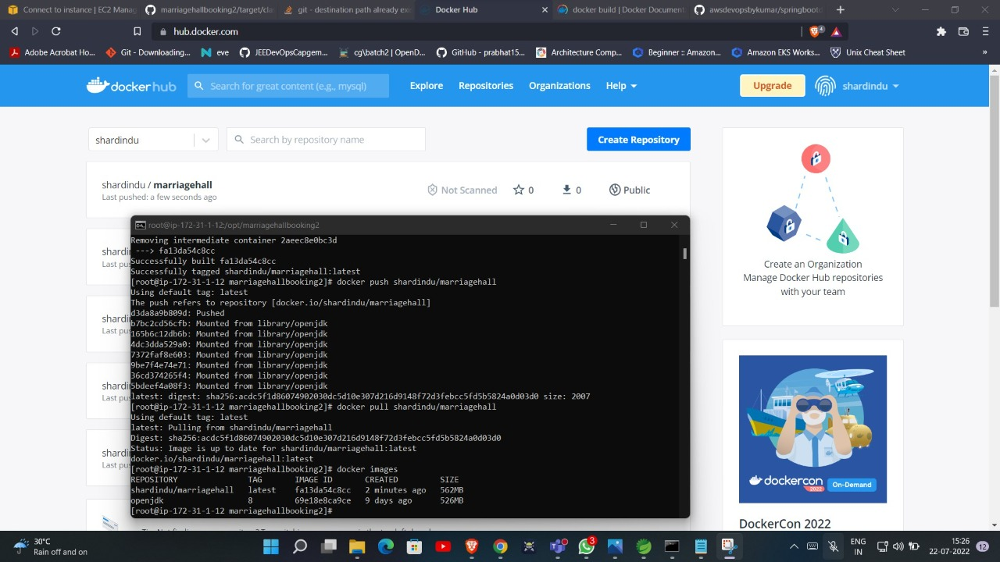 Connect to instance | EC2 Manag
marriagehallbooking2/target/cla
git - destination path already exi
Docker Hub
docker build | Docker Document
awsdevopsbykumar/springbootd
hub.docker.com
4
Adobe Acrobat Ho...
Git - Downloading...
eve
JEEDevOpsCapgem...
cg\batch2 | OpenD...
GitHub - prabhat15...
Architecture Comp...
Beginner :: Amazon...
Amazon EKS Works...
Unix Cheat Sheet
»
docker hub
Search for great content (e.g., mysql)
Explore
Repositories
Organizations
Help
Upgrade
shardindu
shardindu
Search by repository name
Create Repository
shardindu / marriagehall
Last pushed: a few seconds ago
Not Scanned
0
0
Public
shardin
Last pus
shardin
Last pus
shardin
Last pus
shardin
Last pus
root@ip-172-31-1-12:/opt/marriagehallbooking2
Removing intermediate container 2aeec8e0bc3d
---> fa13da54c8cc
Successfully built fa13da54c8cc
Successfully tagged shardindu/marriagehall:latest
[root@ip-172-31-1-12 marriagehallbooking2]# docker push shardindu/marriagehall
Using default tag: latest
The push refers to repository [docker.io/shardindu/marriagehall]
d3da8a9b809d: Pushed
b7bc2cd56cfb: Mounted from library/openjdk
165b6c12db6b: Mounted from library/openjdk
4dc3dda529a0: Mounted from library/openjdk
7372faf8e603: Mounted from library/openjdk
9be7f4e74e71: Mounted from library/openjdk
36cd374265f4: Mounted from library/openjdk
5bdeef4a08f3: Mounted from library/openjdk
latest: digest: sha256:acdc5f1d86074902030dc5d10e307d216d9148f72d3febcc5fd5b5824a0d03d0 size: 2007
[root@ip-172-31-1-12 marriagehallbooking2]# docker pull shardindu/marriagehall
Using default tag: latest
latest: Pulling from shardindu/marriagehall
Digest: sha256:acdc5f1d86074902030dc5d10e307d216d9148f72d3febcc5fd5b5824a0d03d0
Status: Image is up to date for shardindu/marriagehall:latest
docker.io/shardindu/marriagehall:latest
[root@ip-172-31-1-12 marriagehallbooking2]# docker images
REPOSITORY TAG IMAGE ID CREATED SIZE
shardindu/marriagehall latest fa13da54c8cc 2 minutes ago 562MB
openjdk 8 69e18e8ca9ce 9 days ago 526MB
[root@ip-172-31-1-12 marriagehallbooking2]#
Create an Organization
Manage Docker Hub repositories
with your team
dockercon
2022
On-Demand
DockerCon 2022
30°C
Rain off and on
3
ENG
IN
15:26
22-07-2022
12